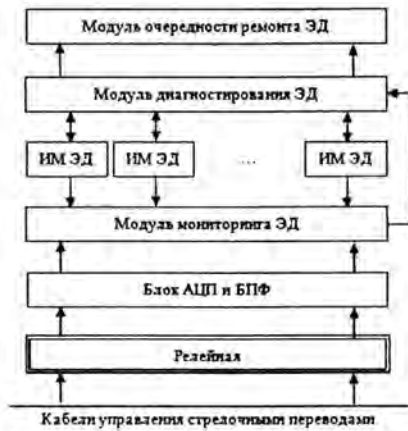 Модуль очередности ремонта ЭД
Модуль диагностирования ЭД
ИМ ЭД ИМ ЭД ... ИМ ЭД
Модуль мониторинга ЭД
Блок АЦП и БПФ
Релейная
Кабели управления стрелочными переводами